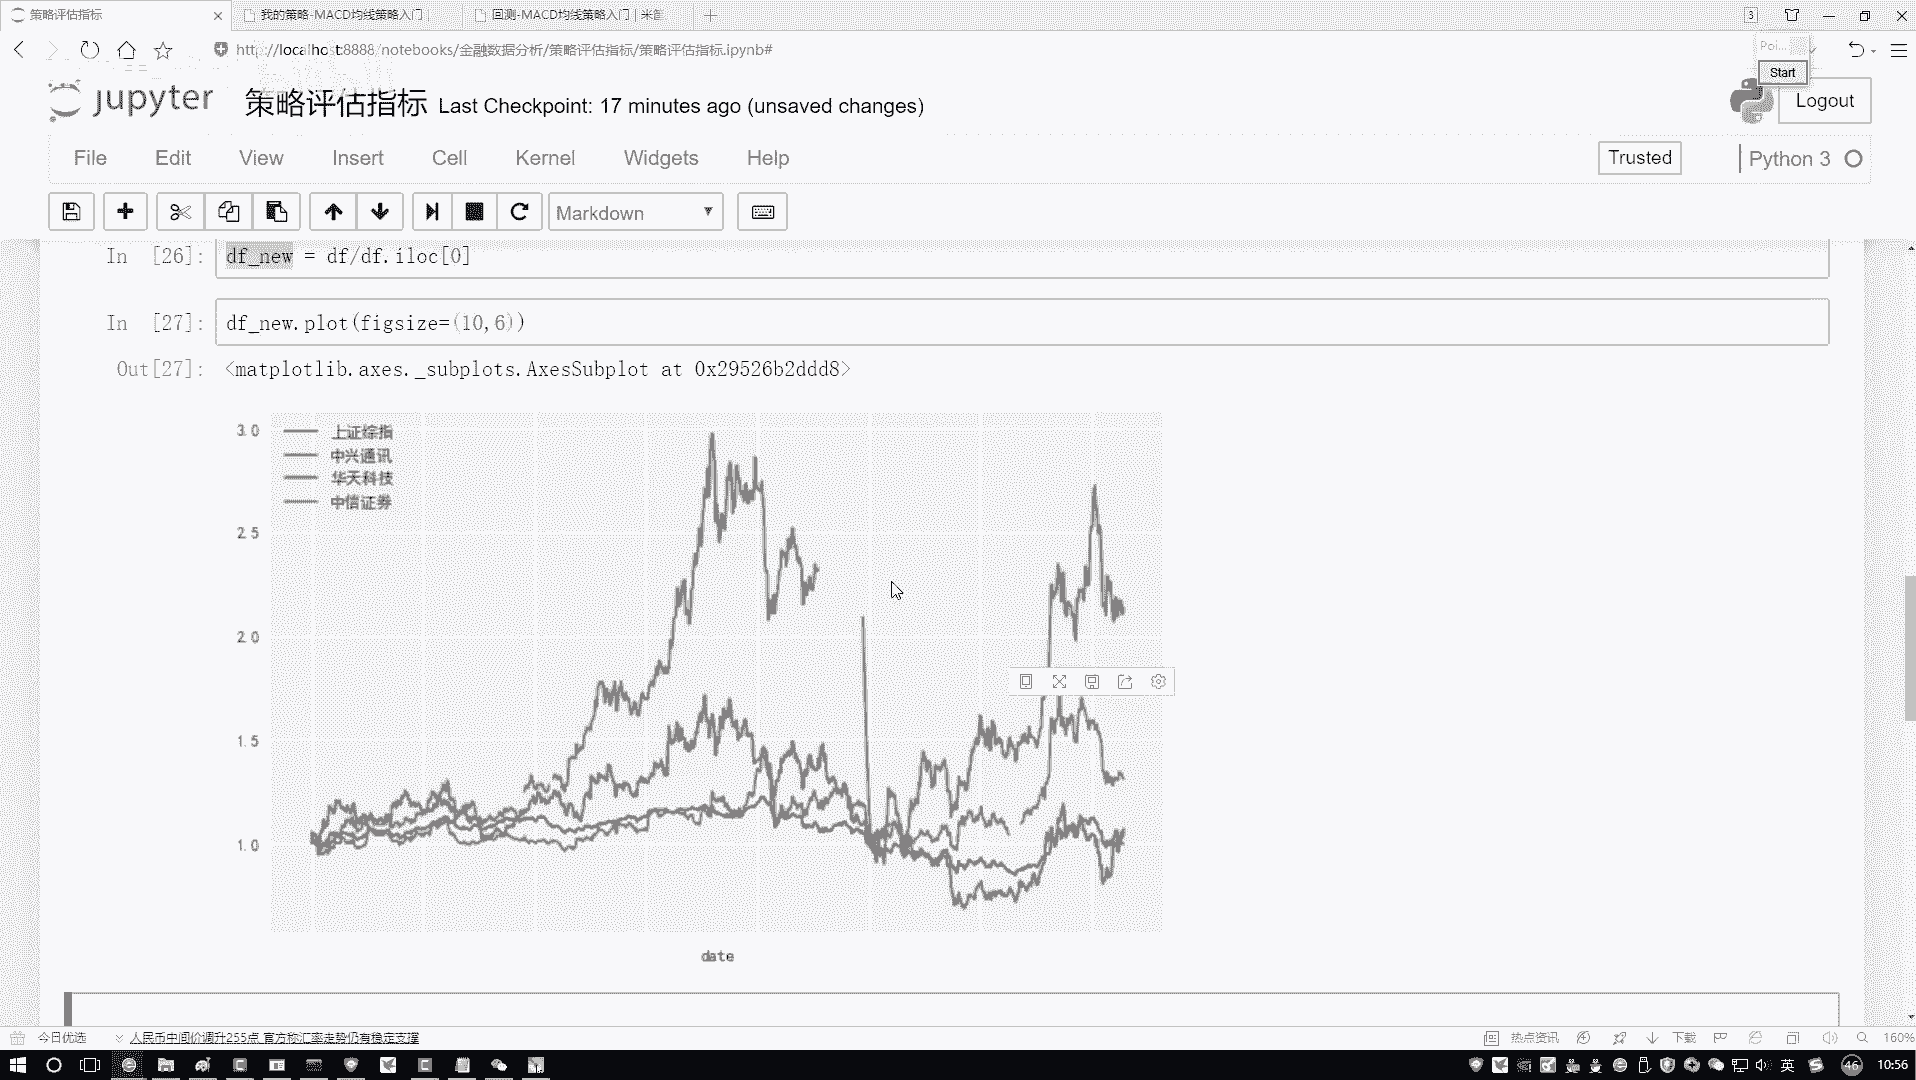 策略评估指标
我的策略-MACD均线策略入门
回测-MACD均线策略入门 | 米筐
3
http://localhost:8888/notebooks/金融数据分析/策略评估指标/策略评估指标.ipynb#
Poi...
Start
jupyter
策略评估指标 Last Checkpoint: 17 minutes ago (unsaved changes)
Logout
File Edit View Insert Cell Kernel Widgets Help
Trusted
Python 3
Markdown
In [26]: df_new = df/df.iloc[0]
In [27]: df_new.plot(figsize=(10,6))
Out[27]: <matplotlib.axes._subplots.AxesSubplot at 0x29526b2ddd8>
3.0
上证综指
中兴通讯
华天科技
中信证券
2.5
2.0
1.5
1.0
date
今日优选
人民币中间价调升255点 官方称汇率走势仍有稳定支撑
热点资讯
下载
160%
英
46
10:56